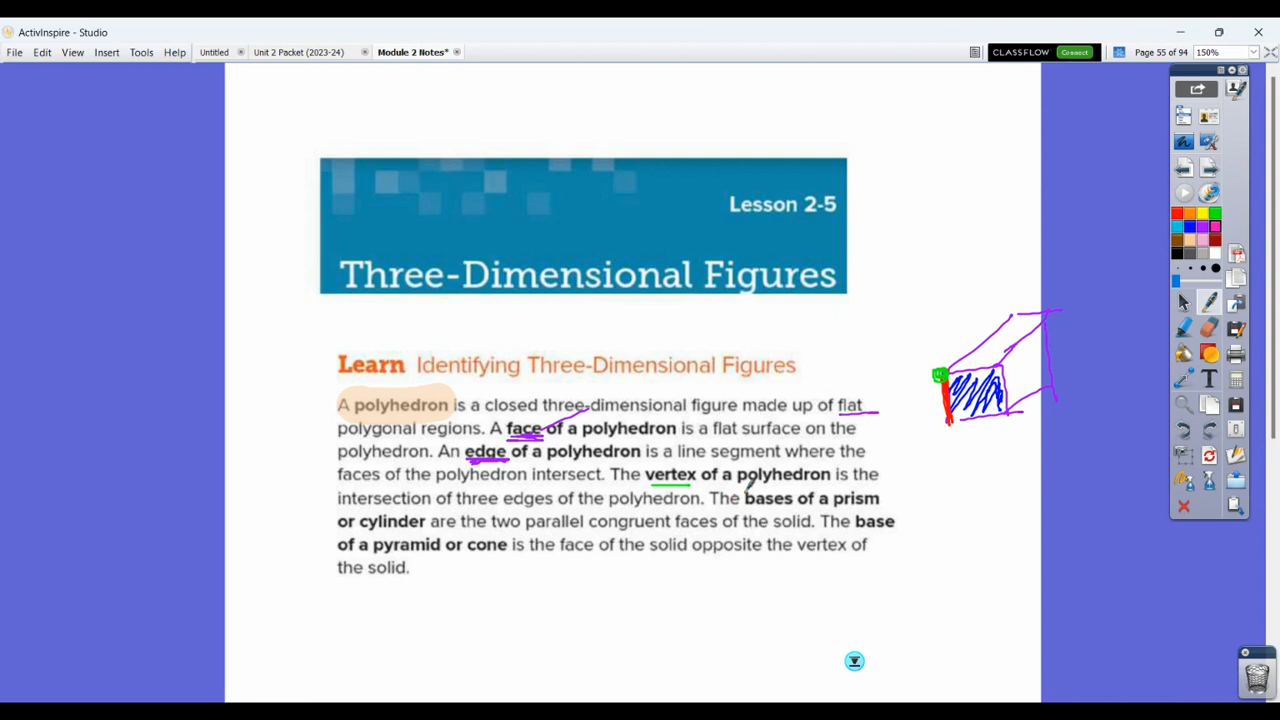 ActivInspire - Studio
File Edit View Insert Tools Help Untitled Unit 2 Packet (2023-24) Module 2 Notes* CLASSFLOW Connect Page 55 of 94 150%
Lesson 2-5
Three-Dimensional Figures
Learn Identifying Three-Dimensional Figures
A polyhedron is a closed three-dimensional figure made up of flat
polygonal regions. A face of a polyhedron is a flat surface on the
polyhedron. An edge of a polyhedron is a line segment where the
faces of the polyhedron intersect. The vertex of a polyhedron is the
intersection of three edges of the polyhedron. The bases of a prism
or cylinder are the two parallel congruent faces of the solid. The base
of a pyramid or cone is the face of the solid opposite the vertex of
the solid.